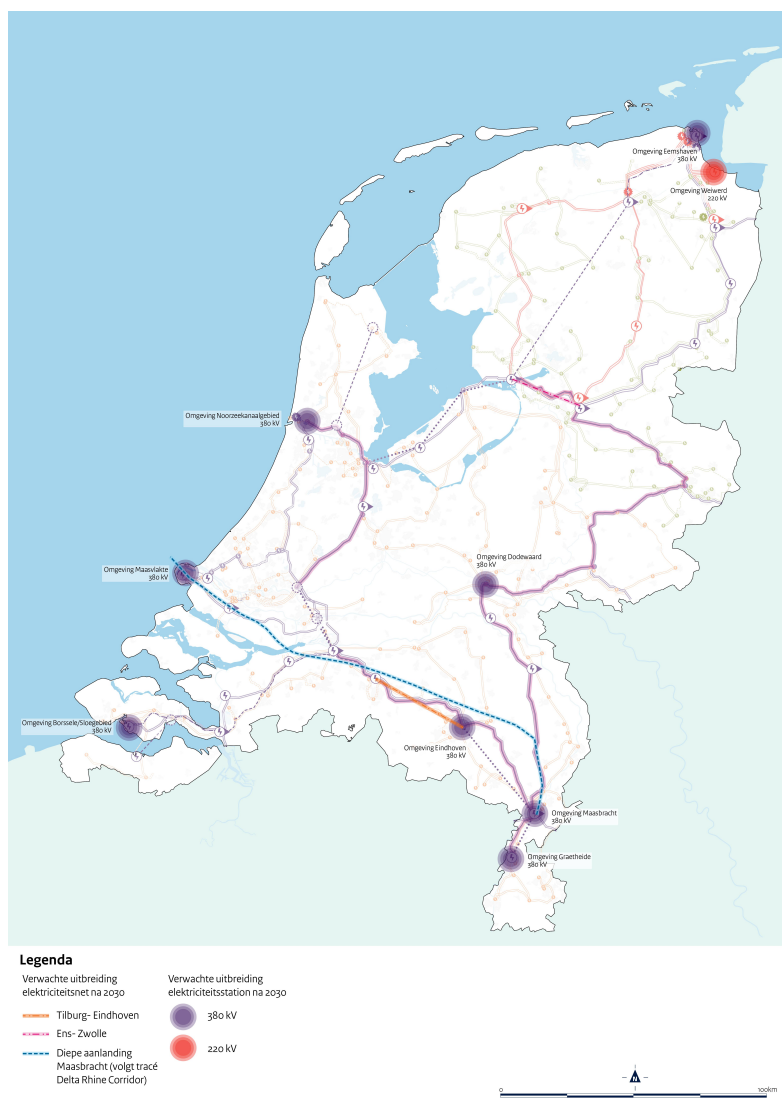 Omgeving Eemshaven
380 kV
Omgeving Weiwerd
220 kV
Omgeving Noorzeekanaalgebied
380 kV
Omgeving Dodewaard
380 kV
Omgeving Maasvlakte
380 kV
Omgeving Borssele/Sloegebied
380 kV
Omgeving Eindhoven
380 kV
Omgeving Maasbracht
380 kV
Omgeving Graetheide
380 kV
Legenda
Verwachte uitbreiding
elektriciteitsnet na 2030
Tilburg- Eindhoven
Ens- Zwolle
Diepe aanlanding
Maasbracht (volgt tracé
Delta Rhine Corridor)
Verwachte uitbreiding
elektriciteitsstation na 2030
380 kV
220 kV
N
0
100km